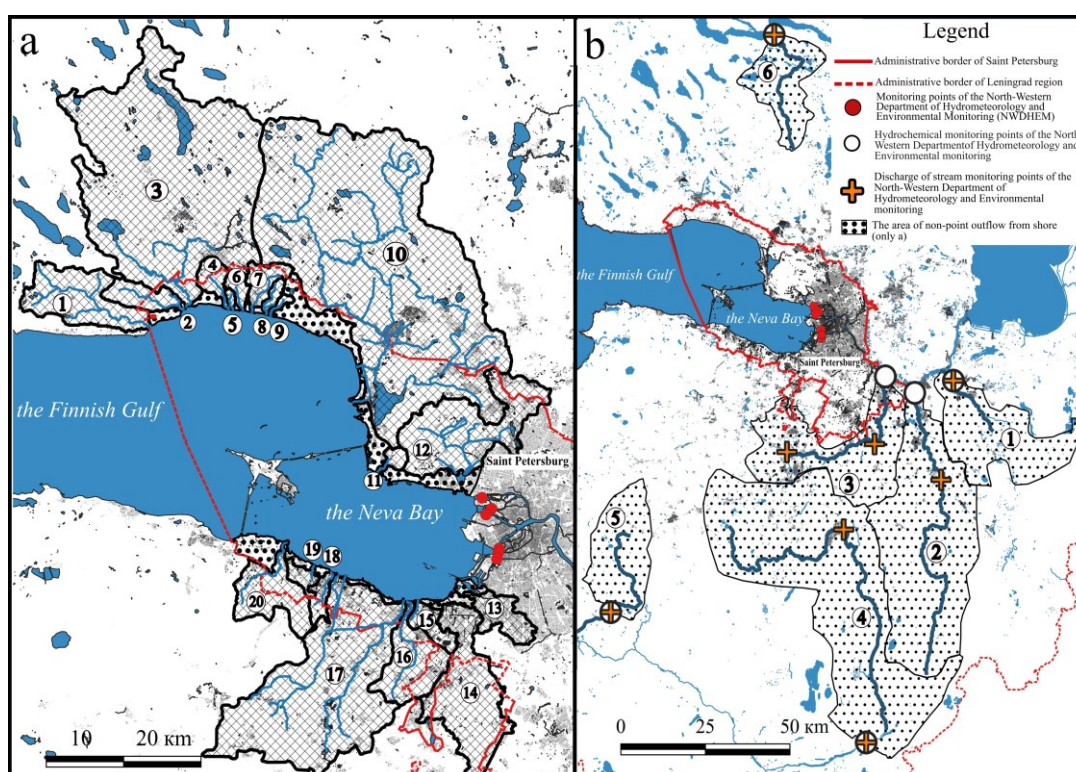 a
3
10
4
6
7
1
2
5
8
9
the Finnish Gulf
12
Saint Petersburg
11
the Neva Bay
19
18
20
13
15
17
16
14
10
20 км
b
6
Legend
Administrative border of Saint Petersburg
Administrative border of Leningrad region
Monitoring points of the North-Western
Department of Hydrometeorology and
Environmental Monitoring (NWDHEM)
Hydrochemical monitoring points of the North
Western Departmentof Hydrometeorology and
Environmental monitoring
Discharge of stream monitoring points of the
North-Western Department of
Hydrometeorology and Environmental
monitoring
The area of non-point outflow from shore
(only a)
the Finnish Gulf
the Neva Bay
Saint Petersburg
1
3
5
2
4
0
25
50 км